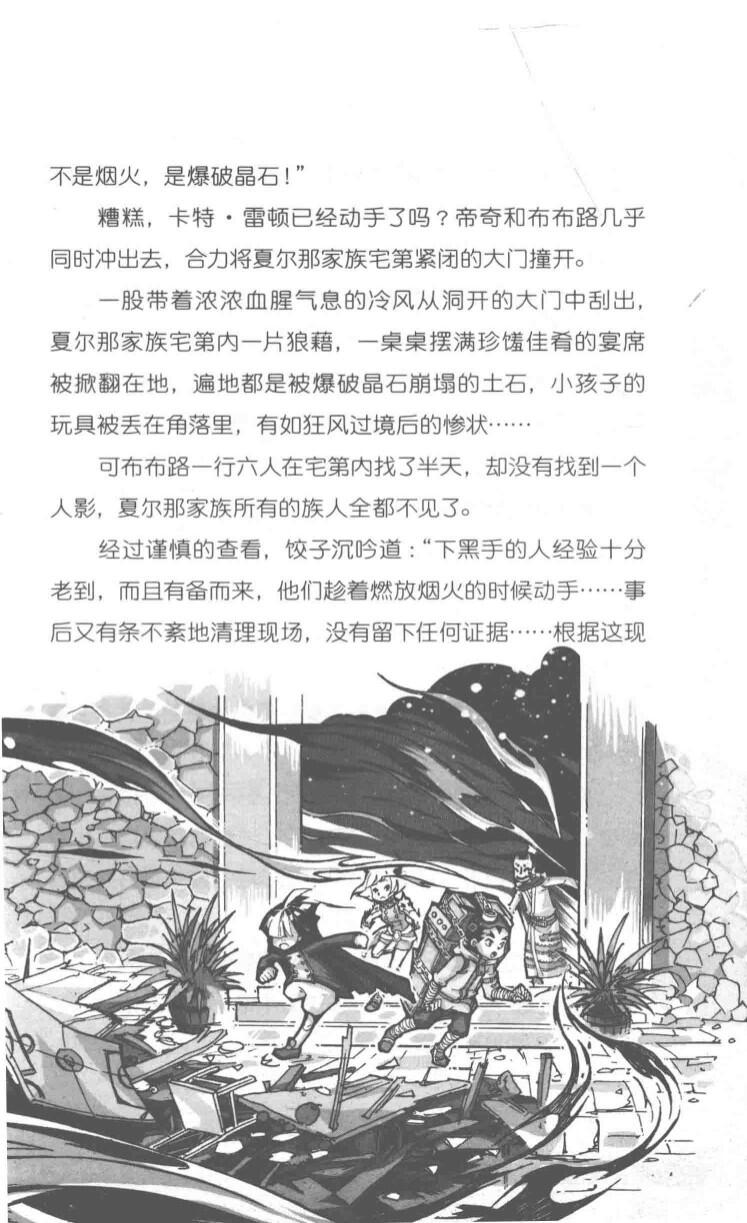 不是烟火，是爆破晶石！”
糟糕，卡特·雷顿已经动手了吗？帝奇和布布路几乎
同时冲出去，合力将夏尔那家族宅第紧闭的大门撞开。
一股带着浓浓血腥气息的冷风从洞开的大门中刮出，
夏尔那家族宅第内一片狼藉，一桌桌摆满珍馐佳肴的宴席
被掀翻在地，遍地都是被爆破晶石崩塌的土石，小孩子的
玩具被丢在角落里，有如狂风过境后的惨状……
可布布路一行六人在宅第内找了半天，却没有找到一个
人影，夏尔那家族所有的族人全都不见了。
经过谨慎的查看，饺子沉吟道：“下黑手的人经验十分
老到，而且有备而来，他们趁着燃放烟火的时候动手……事
后又有条不紊地清理现场，没有留下任何证据……根据这现